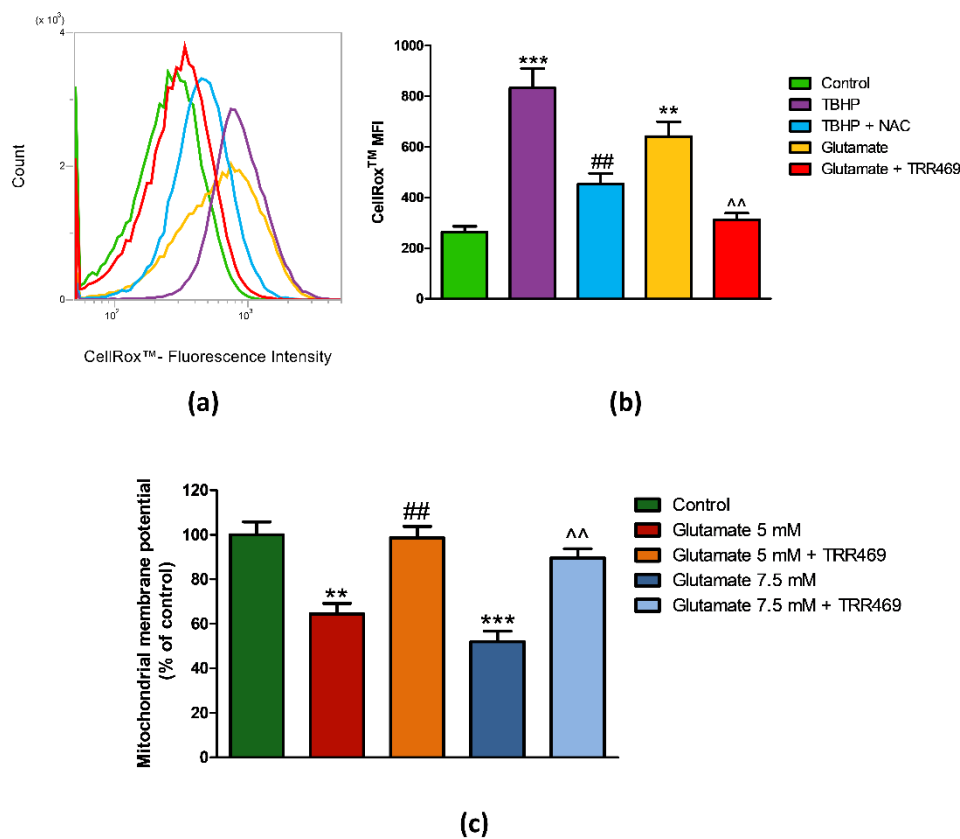 (x 10³)
4
2
0
Count
10²
10³
CellRox™- Fluorescence Intensity
(a)
1000
800
600
400
200
0
CellRox™ MFI
***
##
**
^^
Control
TBHP
TBHP + NAC
Glutamate
Glutamate + TRR469
(b)
120
100
80
60
40
20
0
Mitochondrial membrane potential
(% of control)
**
##
***
^^
Control
Glutamate 5 mM
Glutamate 5 mM + TRR469
Glutamate 7.5 mM
Glutamate 7.5 mM + TRR469
(c)